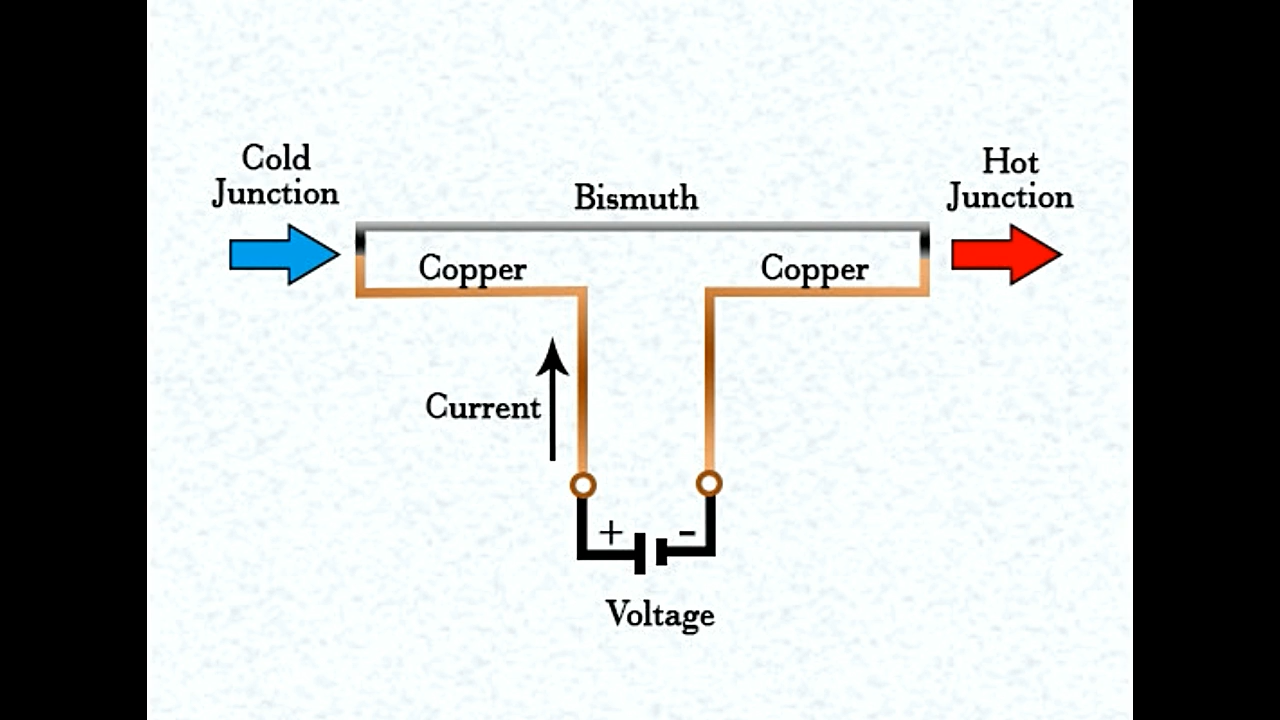 Cold
Junction
Hot
Junction
Bismuth
Copper
Copper
Current
+
-
Voltage